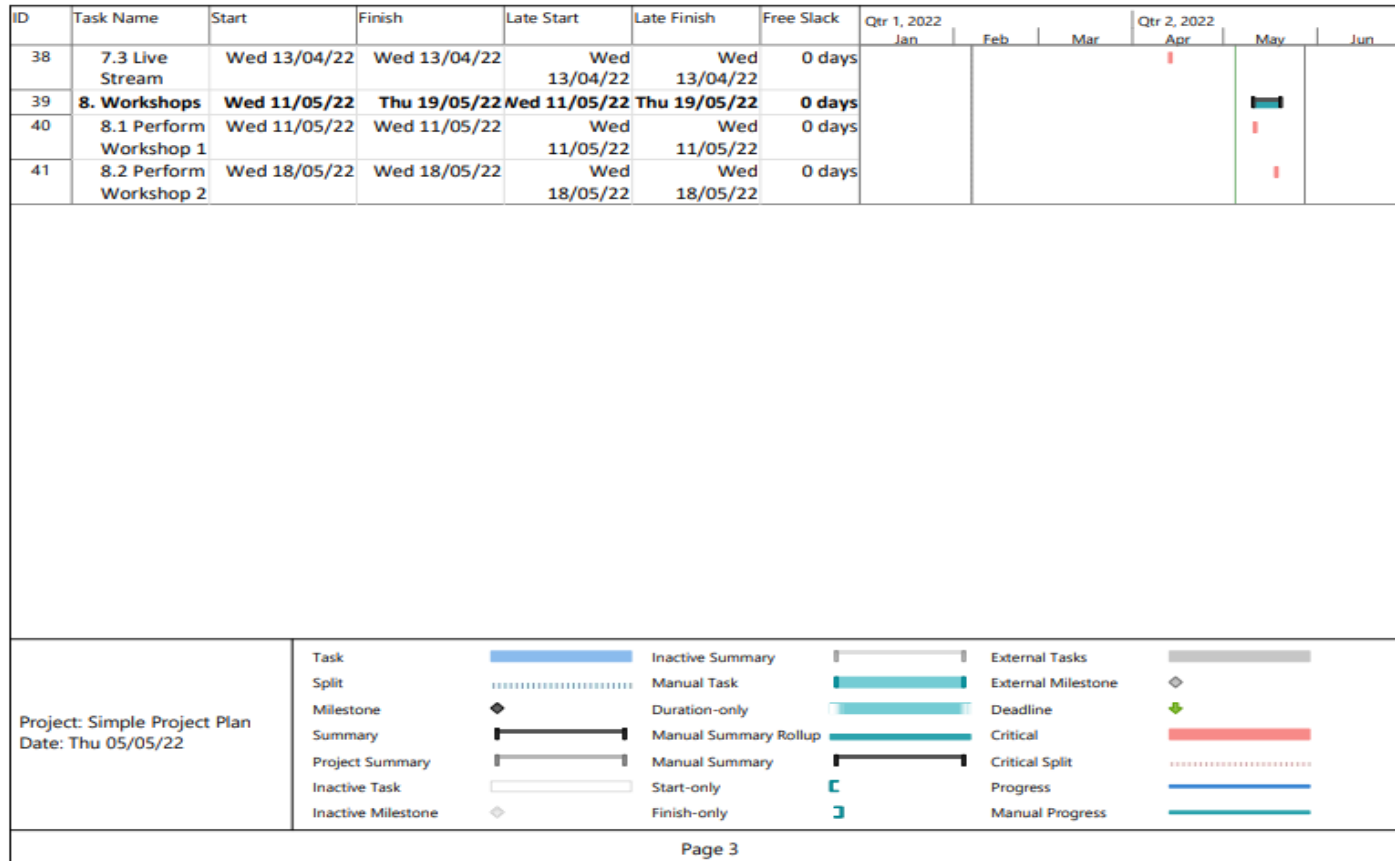 ID Task Name Start Finish Late Start Late Finish Free Slack Qtr 1, 2022 Qtr 2, 2022
Jan Feb Mar Apr May Jun
38 7.3 Live Wed 13/04/22 Wed 13/04/22 Wed Wed 0 days
Stream 13/04/22 13/04/22
39 8. Workshops Wed 11/05/22 Thu 19/05/22 Wed 11/05/22 Thu 19/05/22 0 days
40 8.1 Perform Wed 11/05/22 Wed 11/05/22 Wed Wed 0 days
Workshop 1 11/05/22 11/05/22
41 8.2 Perform Wed 18/05/22 Wed 18/05/22 Wed Wed 0 days
Workshop 2 18/05/22 18/05/22
Project: Simple Project Plan
Date: Thu 05/05/22
Task
Split
Milestone
Summary
Project Summary
Inactive Task
Inactive Milestone
Inactive Summary
Manual Task
Duration-only
Manual Summary Rollup
Manual Summary
Start-only
Finish-only
External Tasks
External Milestone
Deadline
Critical
Critical Split
Progress
Manual Progress
Page 3